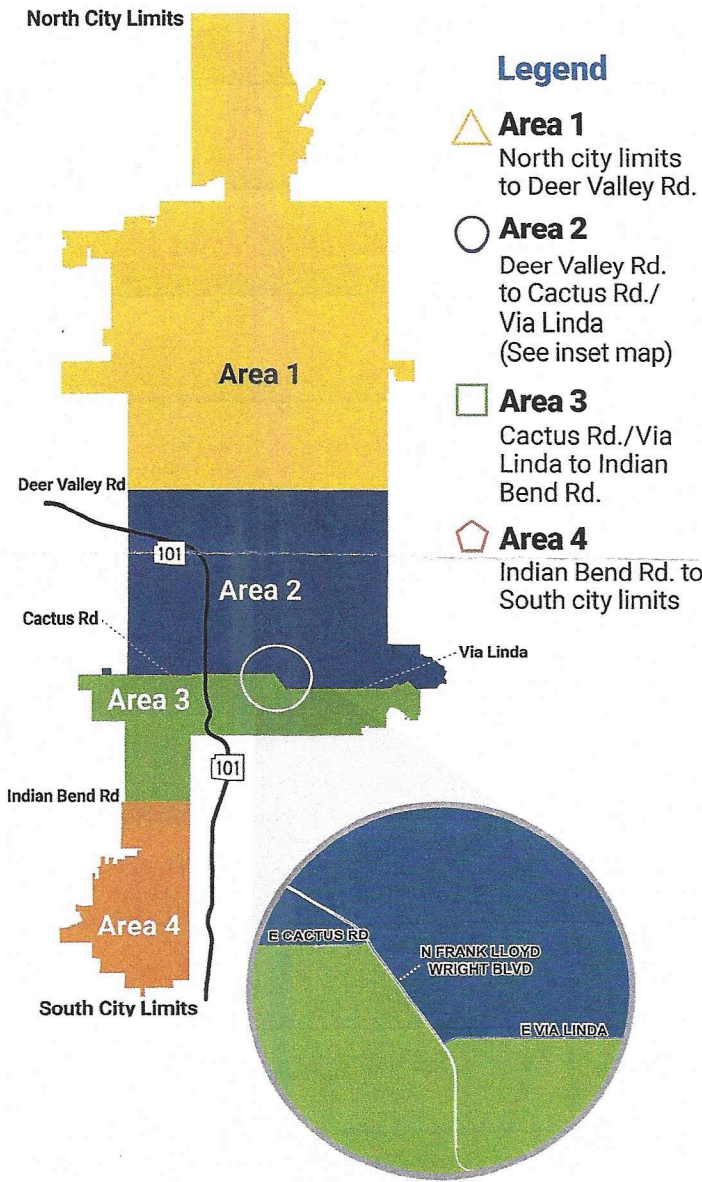 North City Limits
Legend
Area 1
North city limits
to Deer Valley Rd.
Area 2
Deer Valley Rd.
to Cactus Rd./
Via Linda
(See inset map)
Area 3
Cactus Rd./Via
Linda to Indian
Bend Rd.
Area 4
Indian Bend Rd. to
South city limits
Area 1
Deer Valley Rd
101
Area 2
Cactus Rd
Via Linda
Area 3
101
Indian Bend Rd
Area 4
South City Limits
E CACTUS RD
N FRANK LLOYD
WRIGHT BLVD
E VIA LINDA